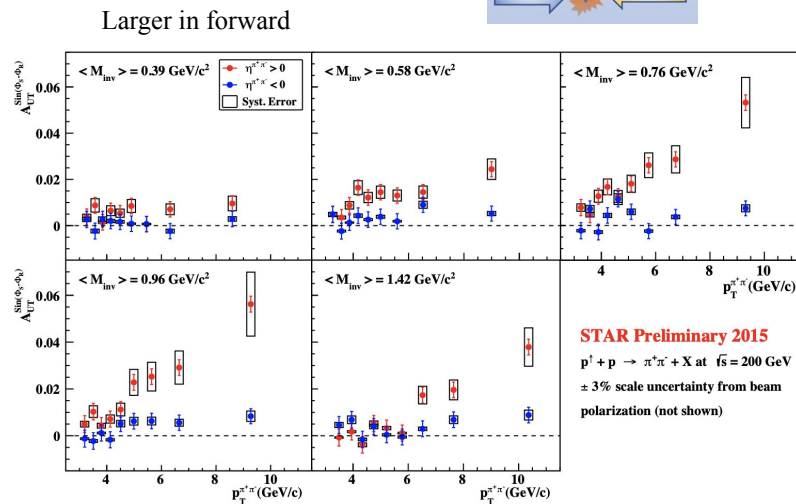 Larger in forward
< M_inv > = 0.39 GeV/c²
η^π⁺π⁻ > 0
η^π⁺π⁻ < 0
Syst. Error
< M_inv > = 0.58 GeV/c²
< M_inv > = 0.76 GeV/c²
A_UT^Sin(Φ_S-Φ_R)
0.06
0.04
0.02
0
4 6 8 10
p_T^π⁺π⁻(GeV/c)
< M_inv > = 0.96 GeV/c²
< M_inv > = 1.42 GeV/c²
A_UT^Sin(Φ_S-Φ_R)
0.06
0.04
0.02
0
STAR Preliminary 2015
p↑ + p → π⁺π⁻ + X at √s = 200 GeV
± 3% scale uncertainty from beam
polarization (not shown)
4 6 8 10
4 6 8 10
p_T^π⁺π⁻(GeV/c)
p_T^π⁺π⁻(GeV/c)